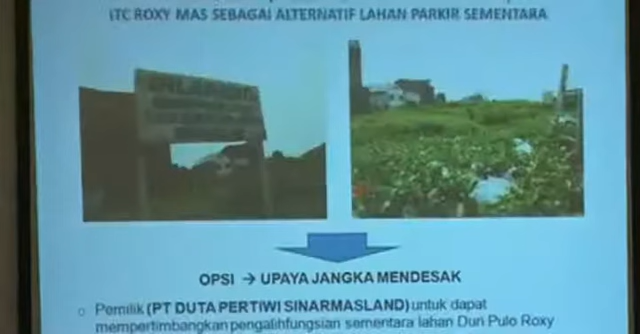 ITC ROXY MAS SEBAGAI ALTERNATIF LAHAN PARKIR SEMENTARA
OPSI → UPAYA JANGKA MENDESAK
○ Pemilik (PT DUTA PERTIWI SINARMASLAND) untuk dapat
mempertimbangkan pengalihfungsian sementara lahan Duri Pulo Roxy